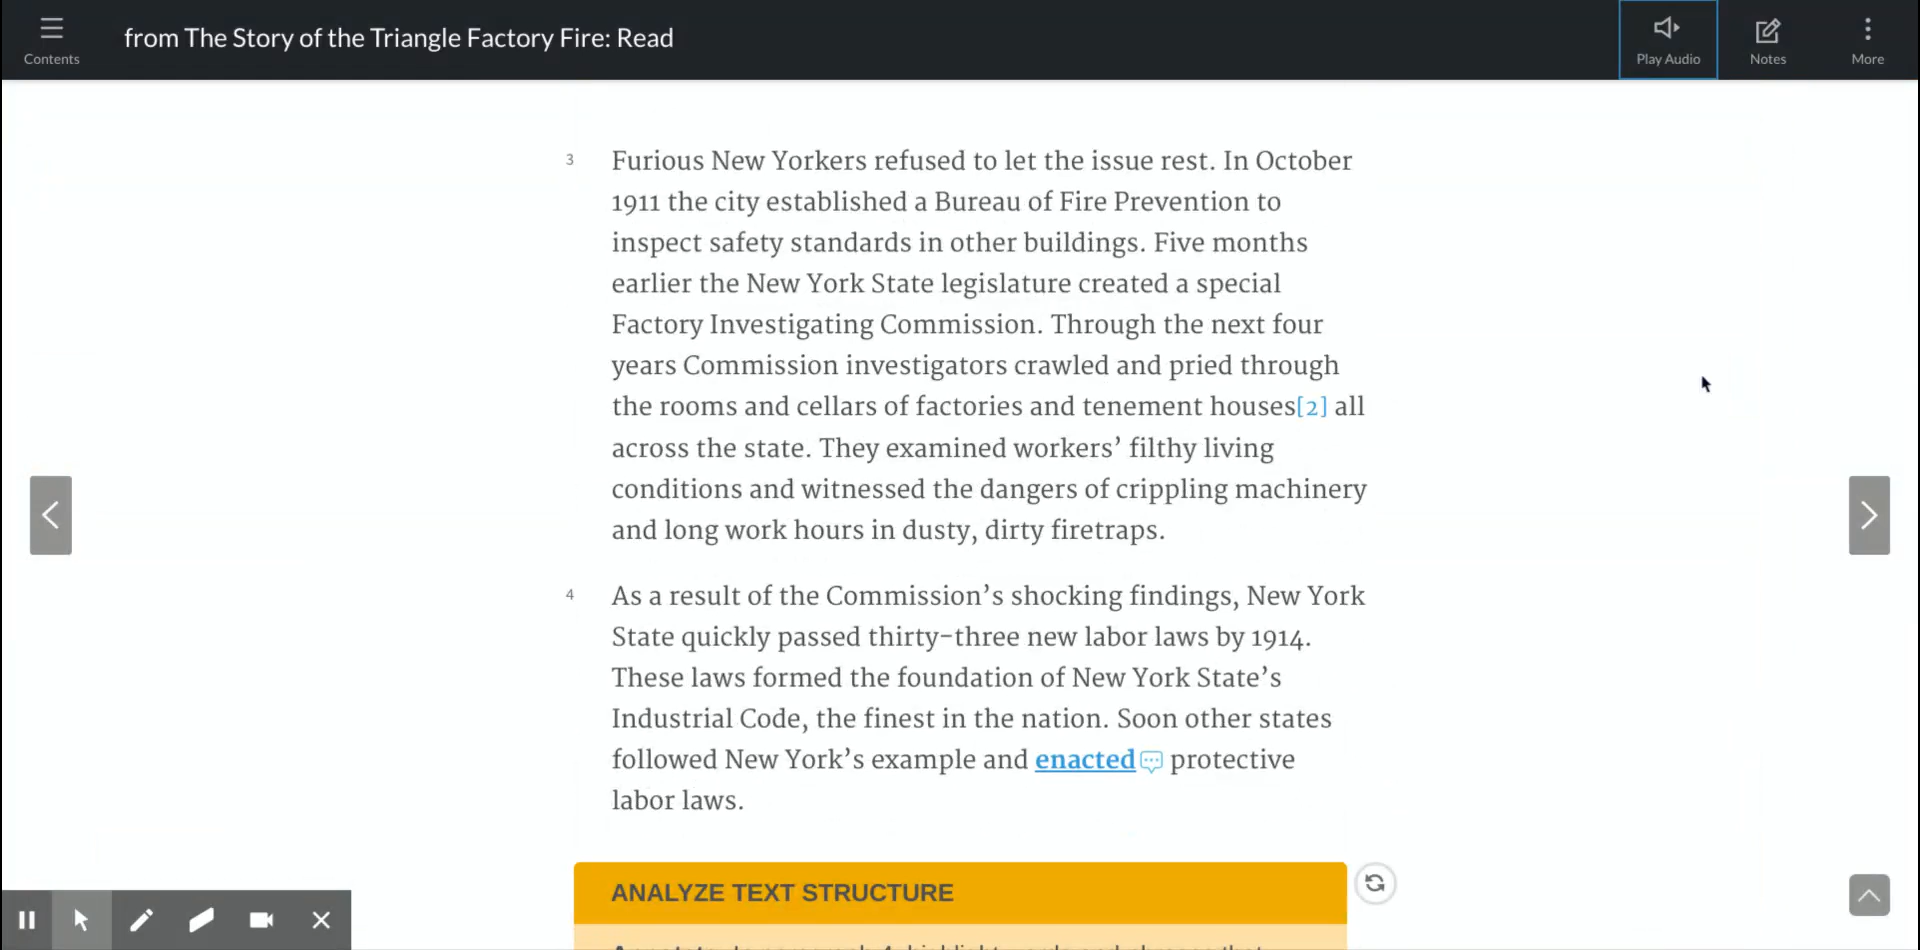 from The Story of the Triangle Factory Fire: Read
Contents
Play Audio
Notes
More
3
Furious New Yorkers refused to let the issue rest. In October
1911 the city established a Bureau of Fire Prevention to
inspect safety standards in other buildings. Five months
earlier the New York State legislature created a special
Factory Investigating Commission. Through the next four
years Commission investigators crawled and pried through
the rooms and cellars of factories and tenement houses[2] all
across the state. They examined workers’ filthy living
conditions and witnessed the dangers of crippling machinery
and long work hours in dusty, dirty firetraps.
4
As a result of the Commission’s shocking findings, New York
State quickly passed thirty-three new labor laws by 1914.
These laws formed the foundation of New York State’s
Industrial Code, the finest in the nation. Soon other states
followed New York’s example and enacted protective
labor laws.
ANALYZE TEXT STRUCTURE